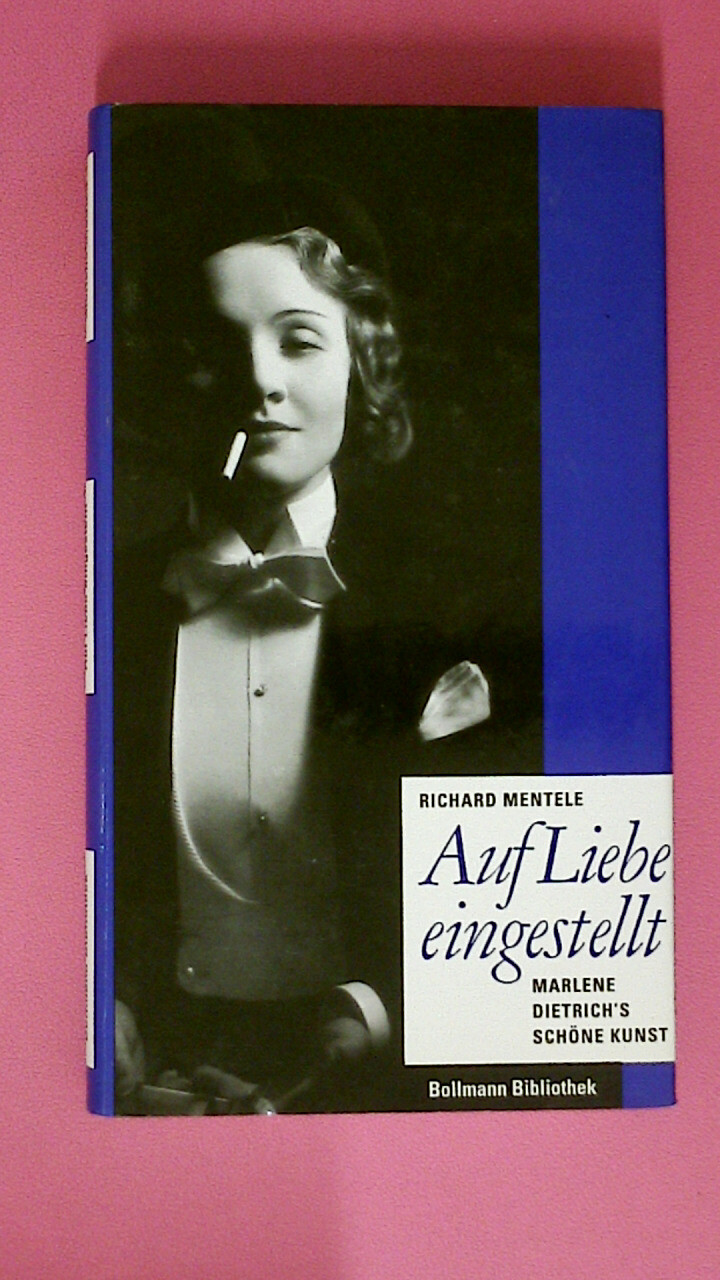 RICHARD MENTELE
Auf Liebe
eingestellt
MARLENE
DIETRICH'S
SCHÖNE KUNST
Bollmann Bibliothek